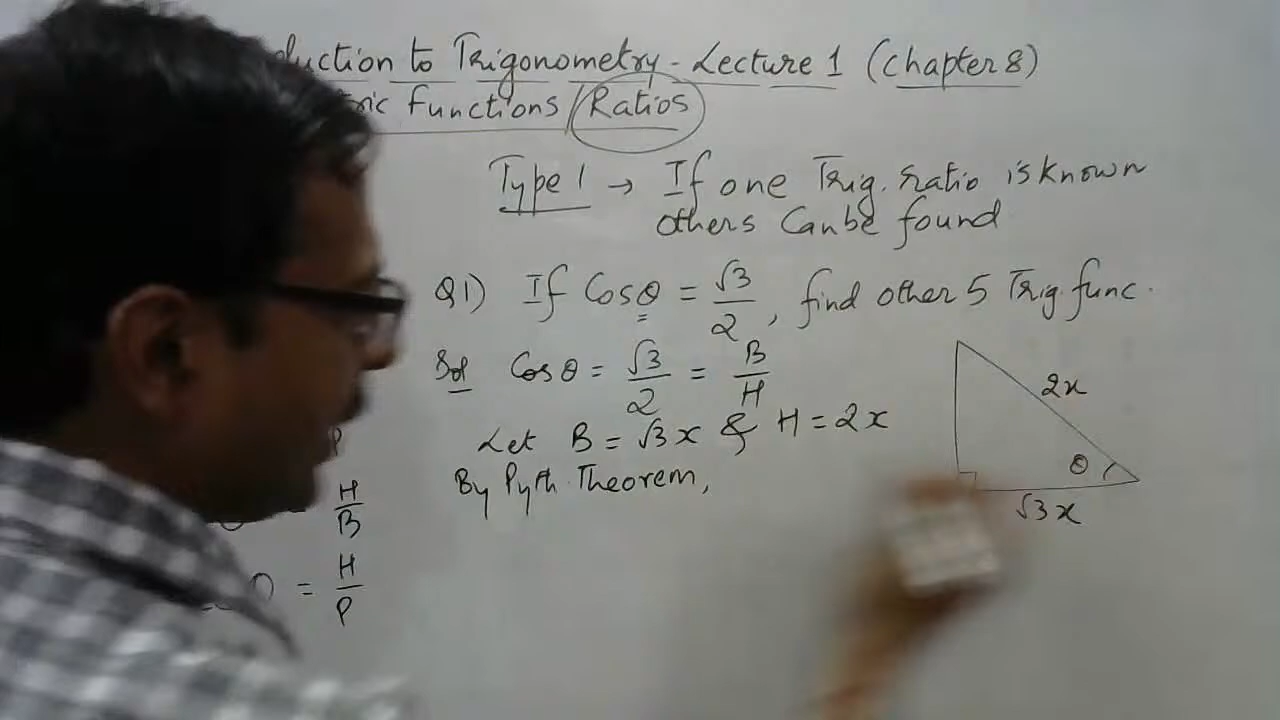 duction to Trigonometry - Lecture 1 (Chapter 8)
ric Functions / Ratios
Type 1 → If one Trig. ratio is known
others can be found
Q1) If Cosθ = √3/2, find other 5 Trig. func.
Sol Cosθ = √3/2 = B/H
Let B = √3x & H = 2x
By Pyth. Theorem,
P
H/B
= H/P
2x
θ
√3x